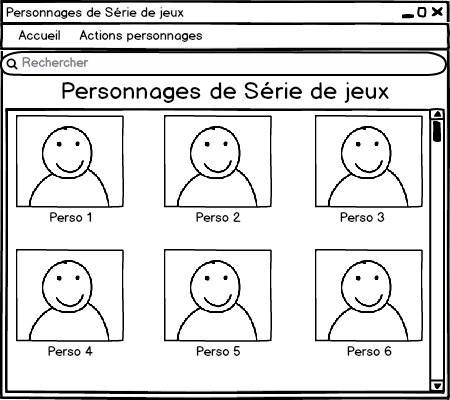 Personnages de Série de jeux
Accueil Actions personnages
Rechercher
Personnages de Série de jeux
Perso 1 Perso 2 Perso 3
Perso 4 Perso 5 Perso 6